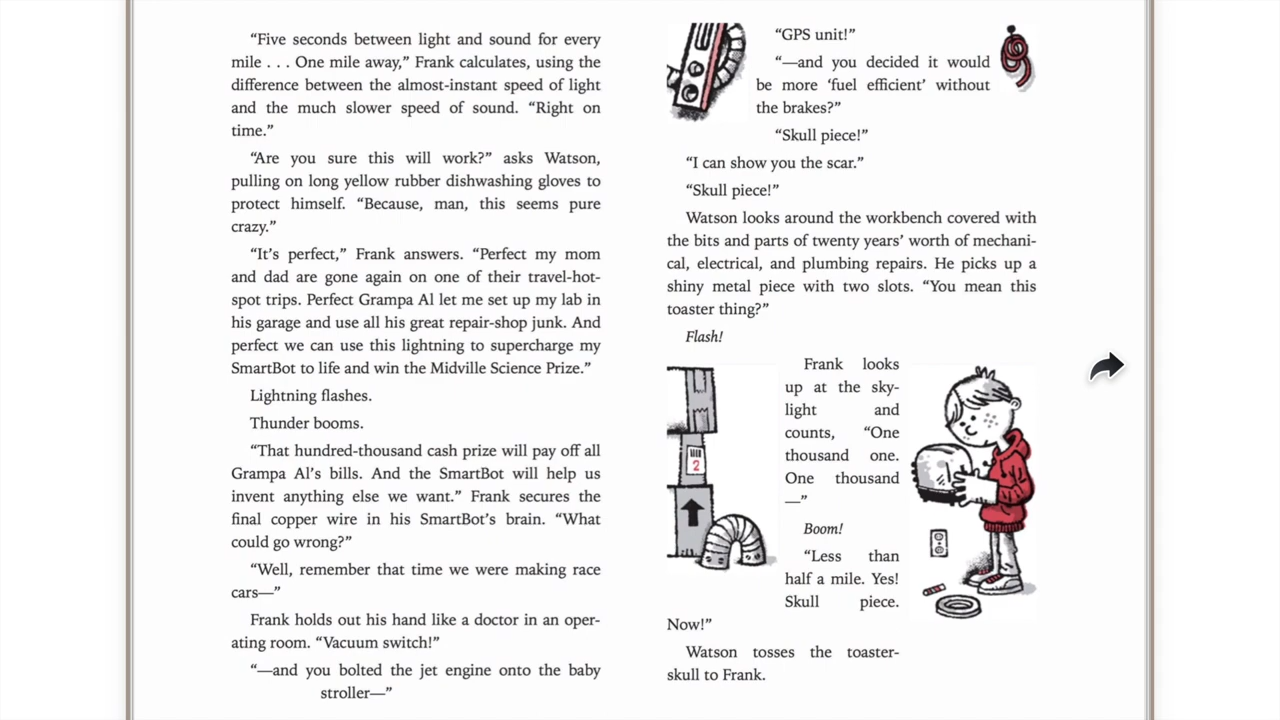 “Five seconds between light and sound for every
mile . . . One mile away,” Frank calculates, using the
difference between the almost-instant speed of light
and the much slower speed of sound. “Right on
time.”
“Are you sure this will work?” asks Watson,
pulling on long yellow rubber dishwashing gloves to
protect himself. “Because, man, this seems pure
crazy.”
“It’s perfect,” Frank answers. “Perfect my mom
and dad are gone again on one of their travel-hot-
spot trips. Perfect Grampa Al let me set up my lab in
his garage and use all his great repair-shop junk. And
perfect we can use this lightning to supercharge my
SmartBot to life and win the Midville Science Prize.”
Lightning flashes.
Thunder booms.
“That hundred-thousand cash prize will pay off all
Grampa Al’s bills. And the SmartBot will help us
invent anything else we want.” Frank secures the
final copper wire in his SmartBot’s brain. “What
could go wrong?”
“Well, remember that time we were making race
cars—”
Frank holds out his hand like a doctor in an oper-
ating room. “Vacuum switch!”
“—and you bolted the jet engine onto the baby
stroller—”
“GPS unit!”
“—and you decided it would
be more ‘fuel efficient’ without
the brakes?”
“Skull piece!”
“I can show you the scar.”
“Skull piece!”
Watson looks around the workbench covered with
the bits and parts of twenty years’ worth of mechani-
cal, electrical, and plumbing repairs. He picks up a
shiny metal piece with two slots. “You mean this
toaster thing?”
Flash!
Frank looks
up at the sky-
light and
counts, “One
thousand one.
One thousand
—”
Boom!
“Less than
half a mile. Yes!
Skull piece.
Now!”
Watson tosses the toaster-
skull to Frank.
2